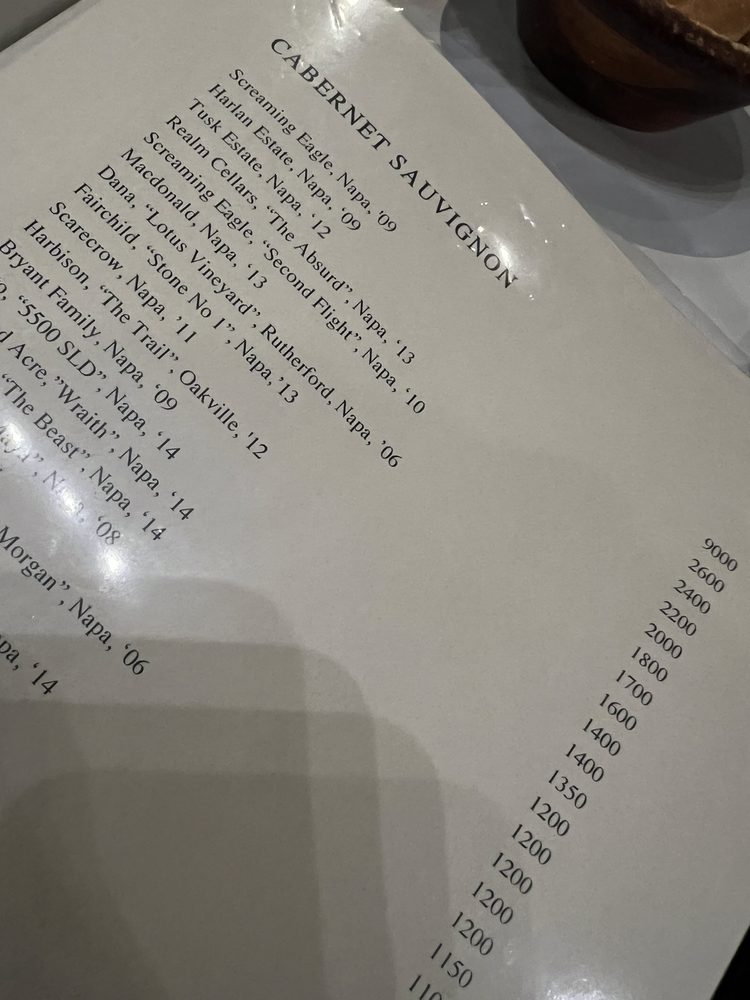 CABERNET SAUVIGNON
Screaming Eagle, Napa, '09 9000
Harlan Estate, Napa, '09 2600
Tusk Estate, Napa, '12 2400
Realm Cellars, "The Absurd", Napa, '13 2200
Screaming Eagle, "Second Flight", Napa, '10 2000
Macdonald, Napa, '13 1800
Dana, "Lotus Vineyard", Rutherford, Napa, '06 1700
Fairchild, "Stone No 1", Napa, '13 1600
Scarecrow, Napa, '11 1400
Harbison, "The Trail", Oakville, '12 1400
Bryant Family, Napa, '09 1350
"5500 SLD", Napa, '14 1200
Acre, "Wraith", Napa, '14 1200
"The Beast", Napa, '14 1200
Napa, '08 1200
1200
Morgan", Napa, '06 1150
'14